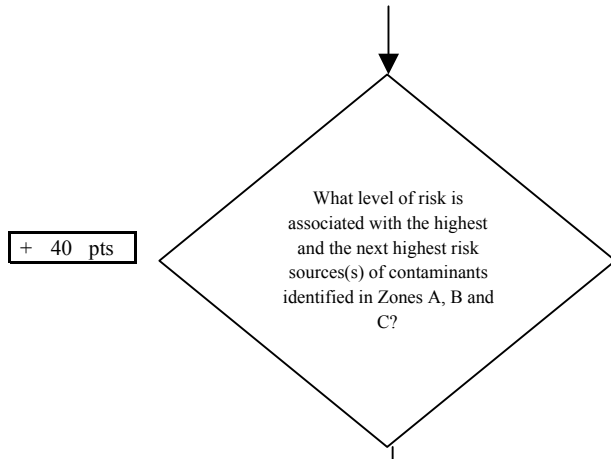 What level of risk is
associated with the highest
and the next highest risk
sources(s) of contaminants
identified in Zones A, B and
C?
+ 40 pts